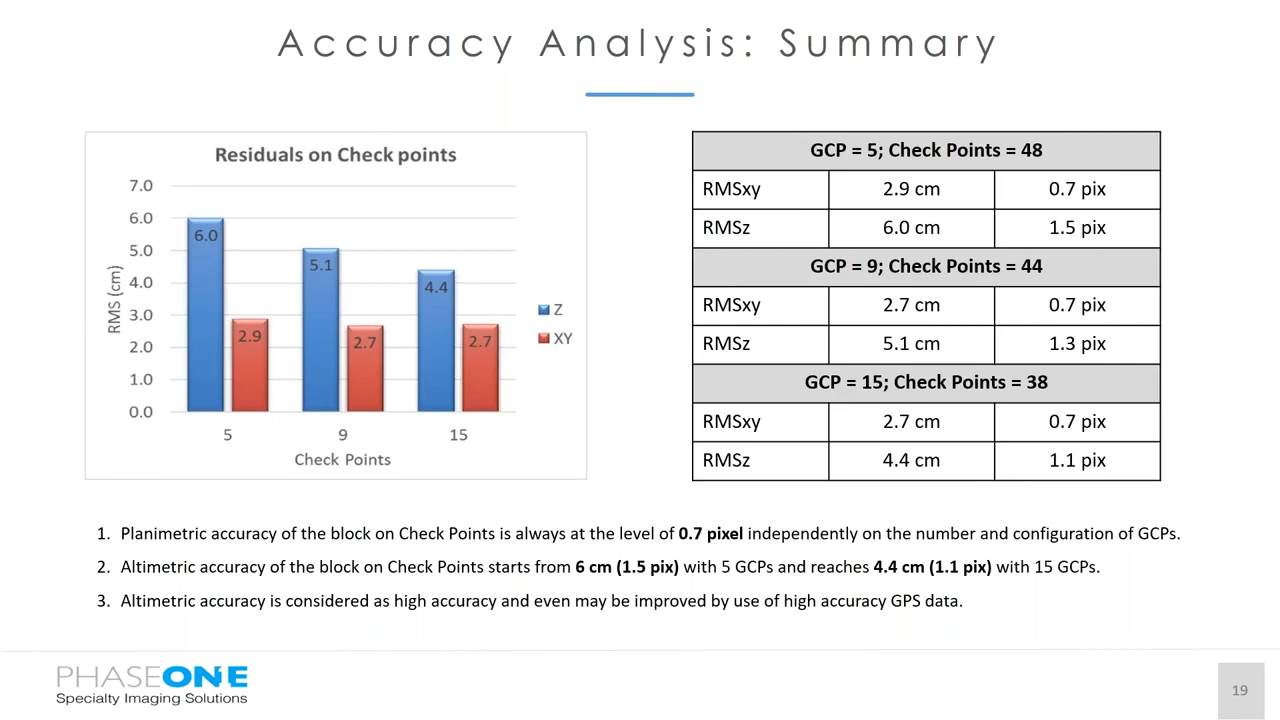 Accuracy Analysis: Summary
Residuals on Check points
7.0
6.0
5.0
4.0
3.0
2.0
1.0
0.0
RMS (cm)
6.0
2.9
5.1
2.7
4.4
2.7
5
9
15
Check Points
Z
XY
GCP = 5; Check Points = 48
RMSxy 2.9 cm 0.7 pix
RMSz 6.0 cm 1.5 pix
GCP = 9; Check Points = 44
RMSxy 2.7 cm 0.7 pix
RMSz 5.1 cm 1.3 pix
GCP = 15; Check Points = 38
RMSxy 2.7 cm 0.7 pix
RMSz 4.4 cm 1.1 pix
1. Planimetric accuracy of the block on Check Points is always at the level of 0.7 pixel independently on the number and configuration of GCPs.
2. Altimetric accuracy of the block on Check Points starts from 6 cm (1.5 pix) with 5 GCPs and reaches 4.4 cm (1.1 pix) with 15 GCPs.
3. Altimetric accuracy is considered as high accuracy and even may be improved by use of high accuracy GPS data.
PHASEONE
Specialty Imaging Solutions
19